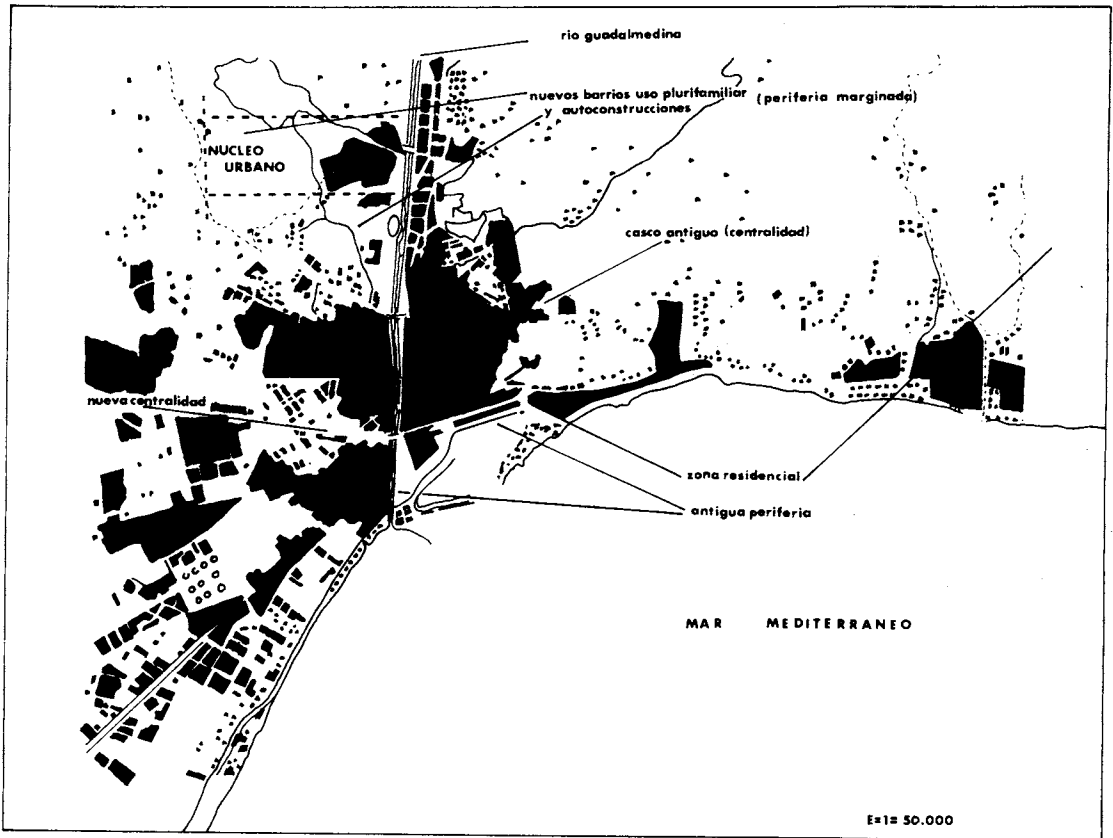 rio guadalmedina
nuevos barrios uso plurifamiliar (periferia marginada)
y autoconstrucciones
NUCLEO
URBANO
casco antiguo (centralidad)
nueva centralidad
zona residencial
antigua periferia
MAR MEDITERRANEO
E=1= 50.000